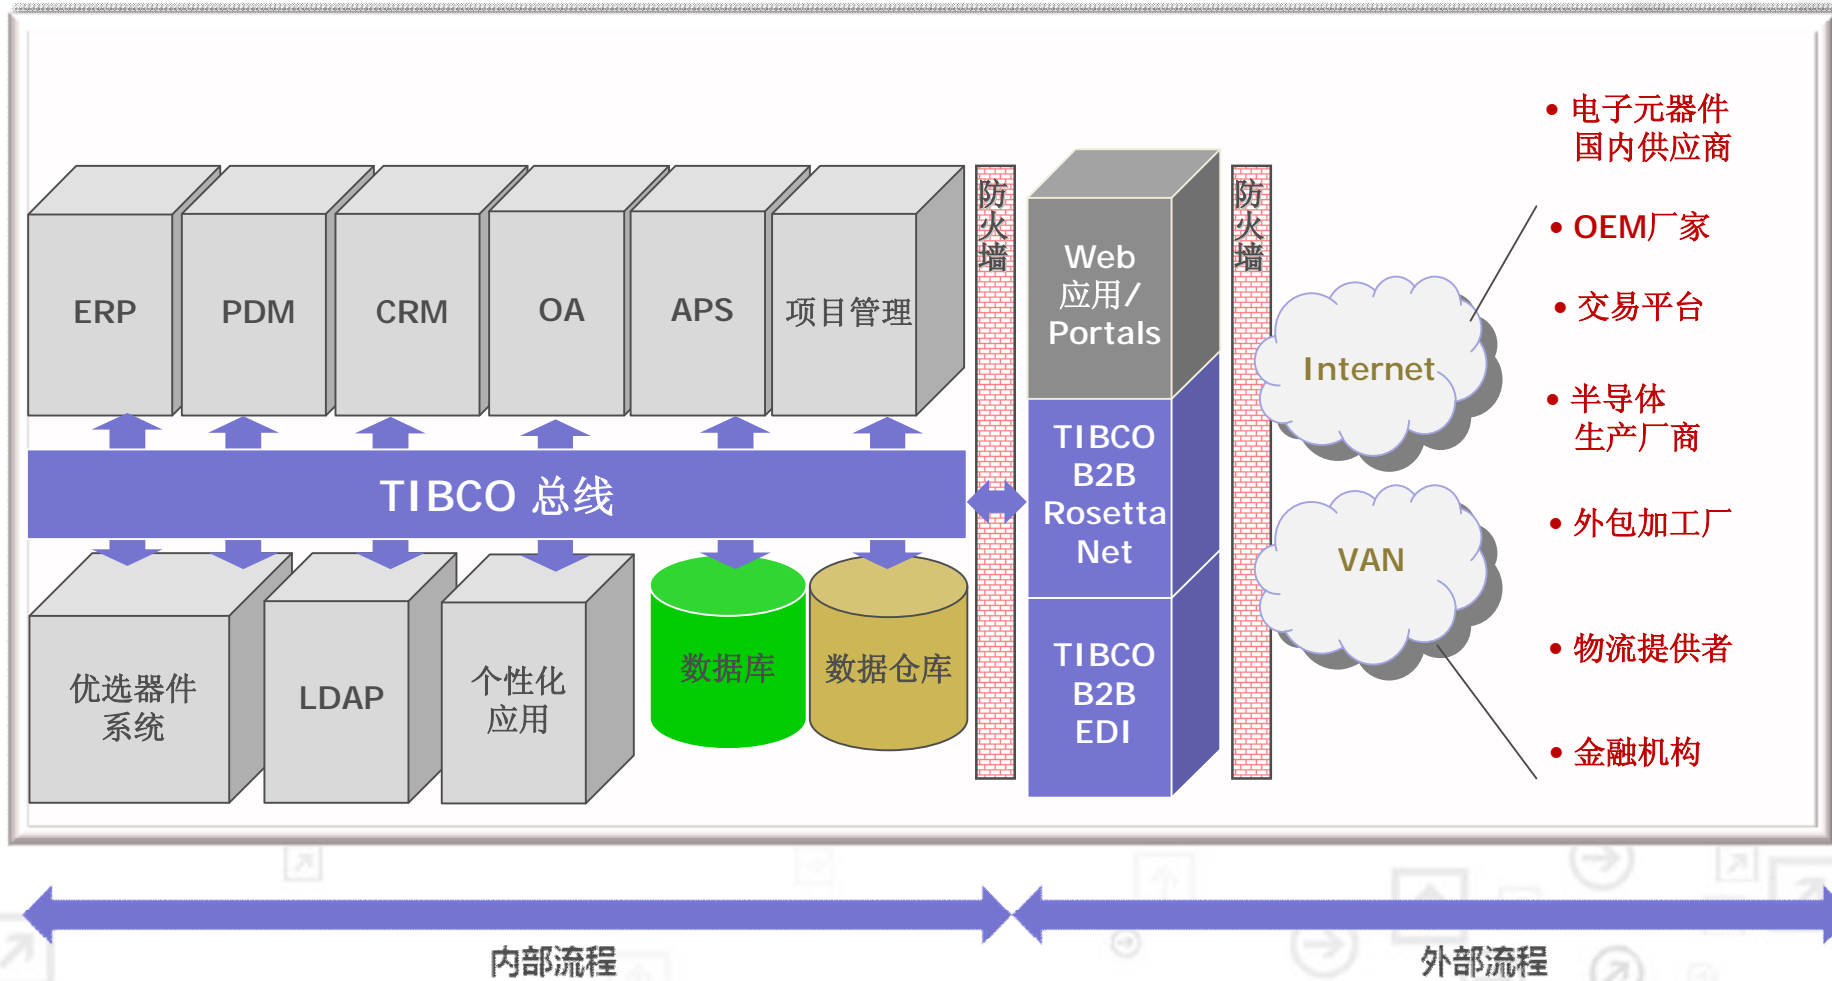 ERP
PDM
CRM
OA
APS
项目管理
TIBCO 总线
优选器件
系统
LDAP
个性化
应用
数据库
数据仓库
防
火
墙
Web
应用/
Portals
TIBCO
B2B
Rosetta
Net
TIBCO
B2B
EDI
防
火
墙
Internet
VAN
• 电子元器件
国内供应商
• OEM厂家
• 交易平台
• 半导体
生产厂商
• 外包加工厂
• 物流提供者
• 金融机构
内部流程
外部流程